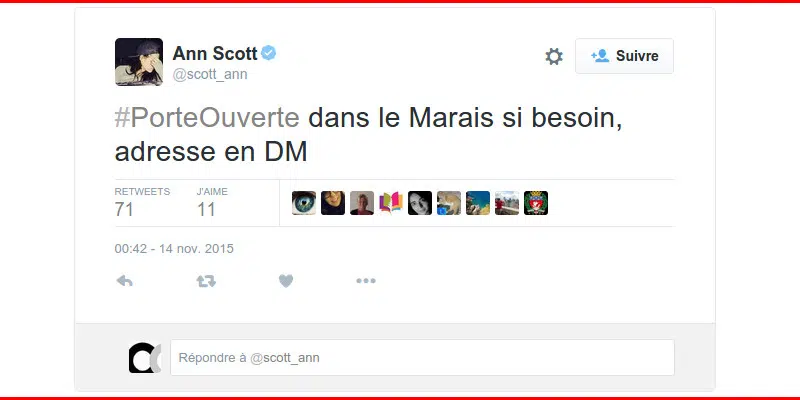 Ann Scott
@scott_ann
Suivre
#PorteOuverte dans le Marais si besoin,
adresse en DM
RETWEETS J'AIME
71 11
00:42 - 14 nov. 2015
Répondre à @scott_ann